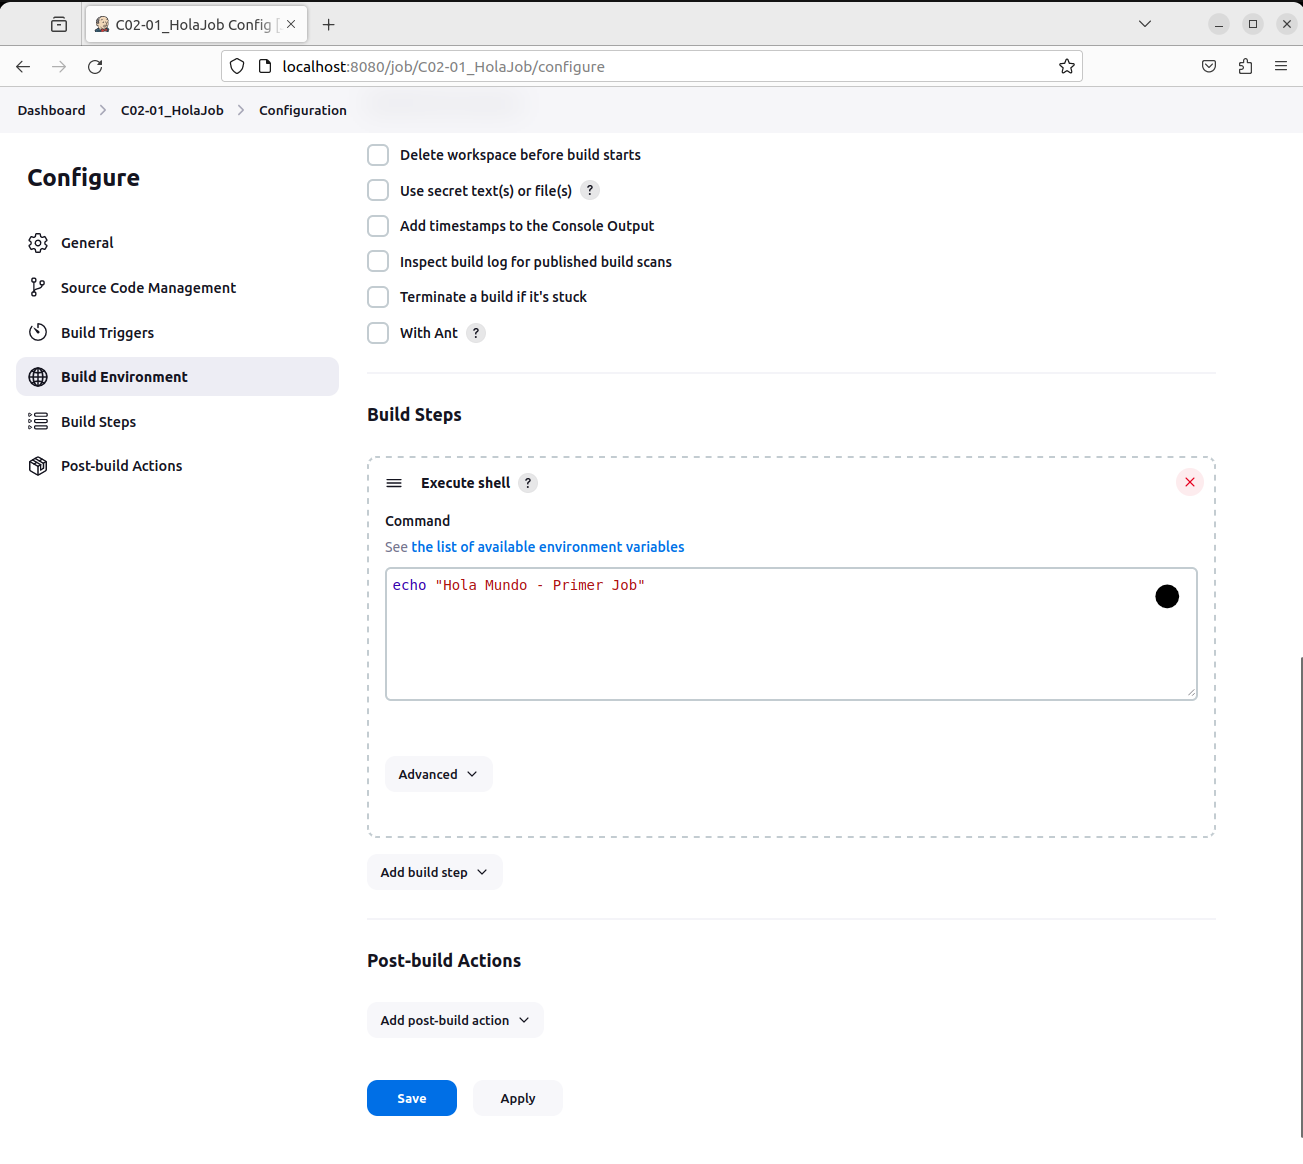 C02-01_HolaJob Config [
localhost:8080/job/C02-01_HolaJob/configure
Dashboard > C02-01_HolaJob > Configuration
Configure
General
Source Code Management
Build Triggers
Build Environment
Build Steps
Post-build Actions
Delete workspace before build starts
Use secret text(s) or file(s) ?
Add timestamps to the Console Output
Inspect build log for published build scans
Terminate a build if it's stuck
With Ant ?
Build Steps
Execute shell ?
Command
See the list of available environment variables
echo "Hola Mundo - Primer Job"
Advanced
Add build step
Post-build Actions
Add post-build action
Save
Apply